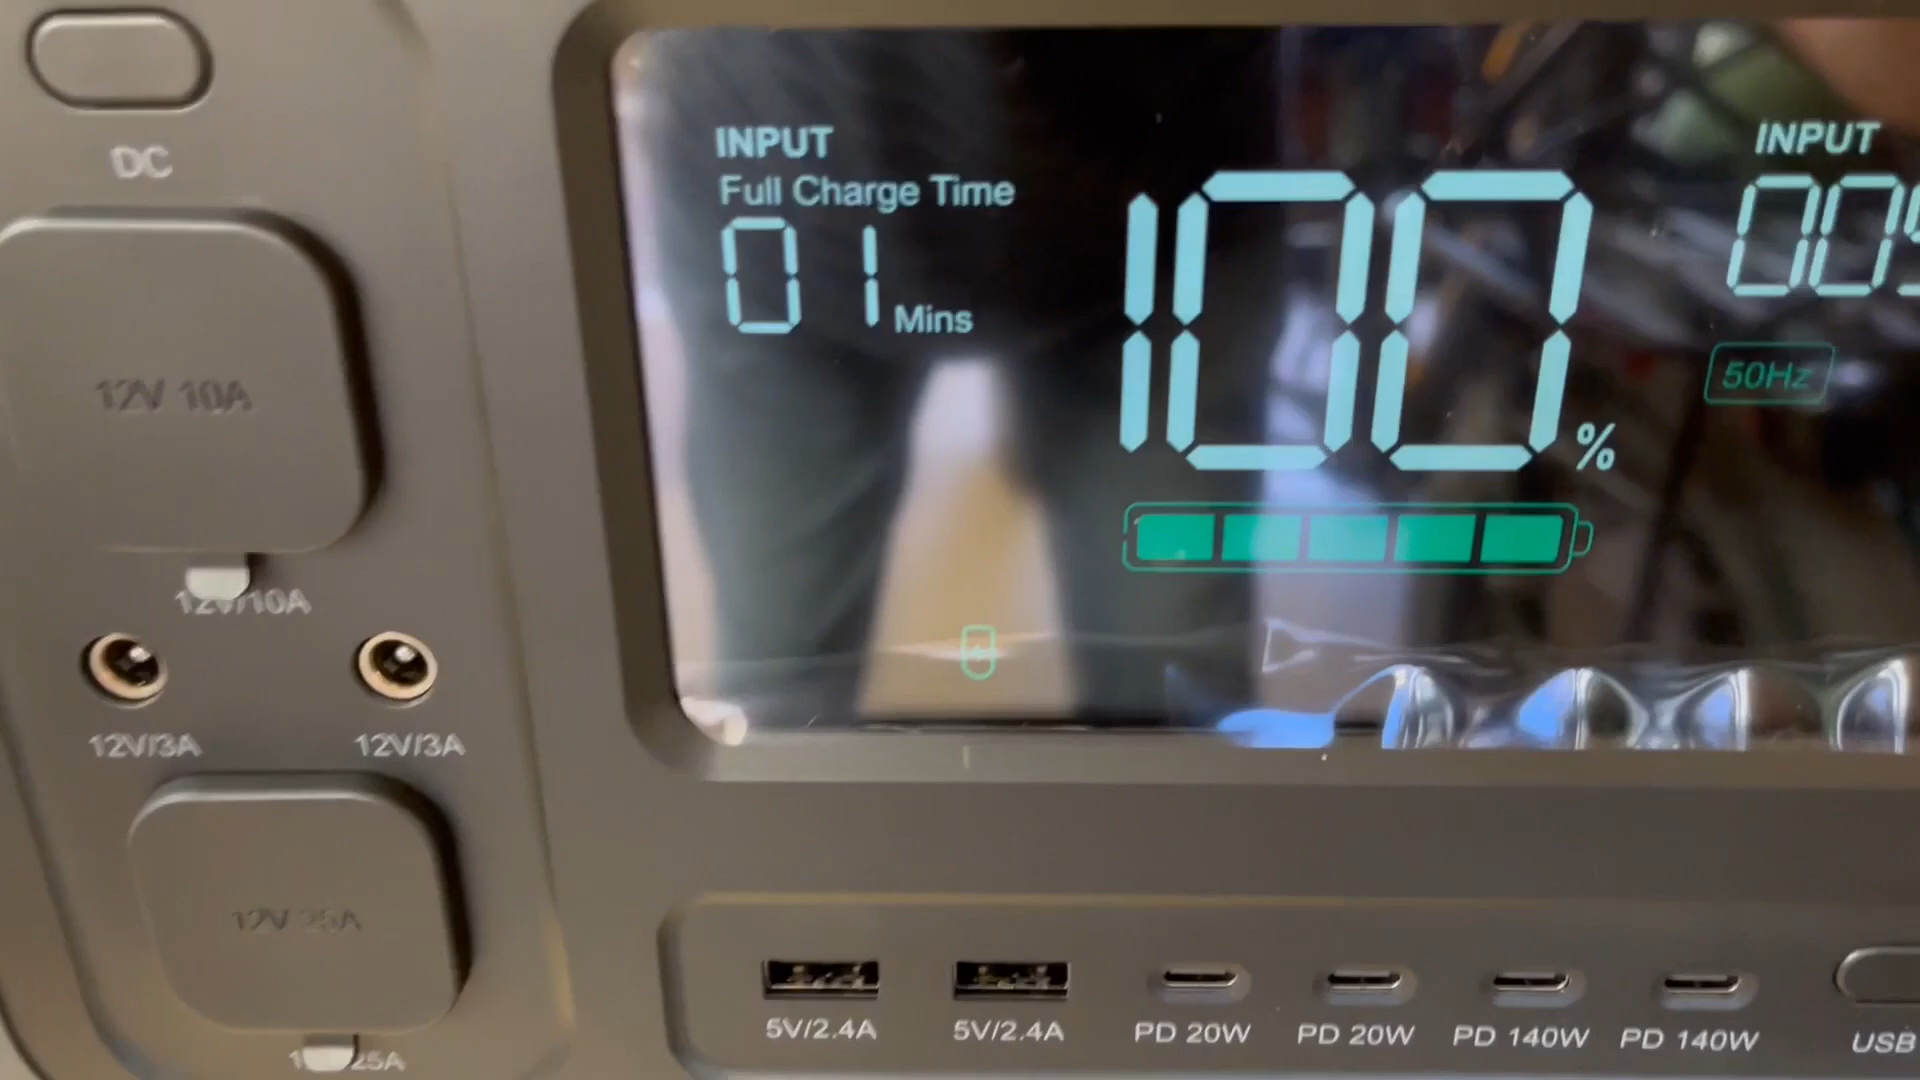 DC
12V 10A
12V/10A
12V/3A
12V/3A
12V 25A
25A
INPUT
Full Charge Time
01 Mins
100%
INPUT
50Hz
5V/2.4A
5V/2.4A
PD 20W
PD 20W
PD 140W
PD 140W
USB